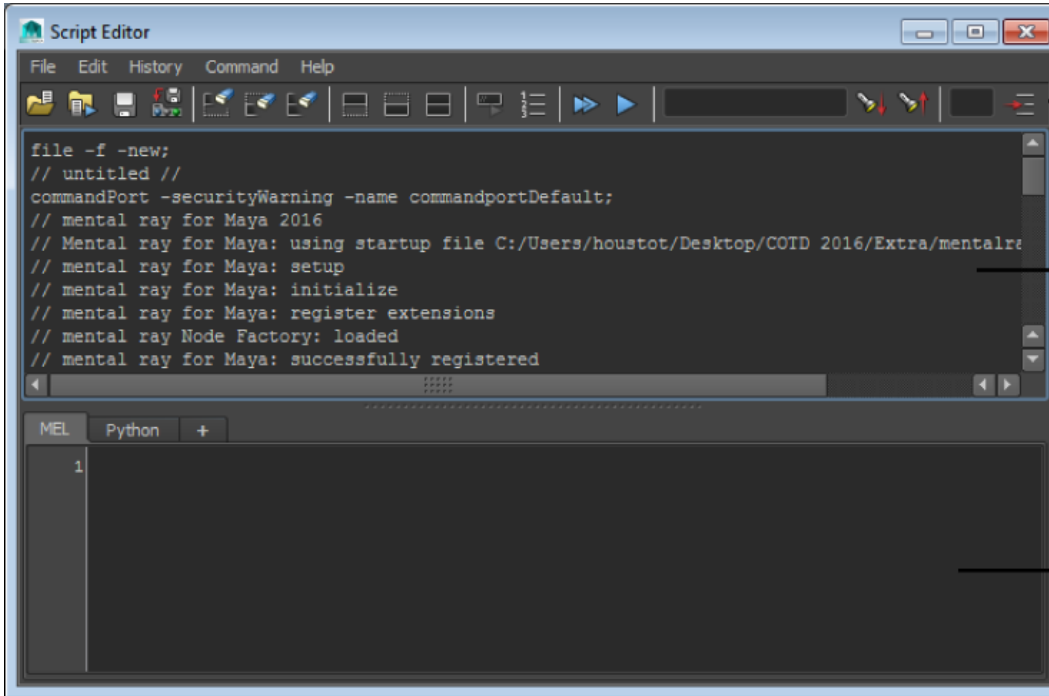 Script Editor
File Edit History Command Help
file -f -new;
// untitled //
commandPort -securityWarning -name commandportDefault;
// mental ray for Maya 2016
// Mental ray for Maya: using startup file C:/Users/houstot/Desktop/COTD 2016/Extra/mentalra
// mental ray for Maya: setup
// mental ray for Maya: initialize
// mental ray for Maya: register extensions
// mental ray Node Factory: loaded
// mental ray for Maya: successfully registered
MEL Python +
1